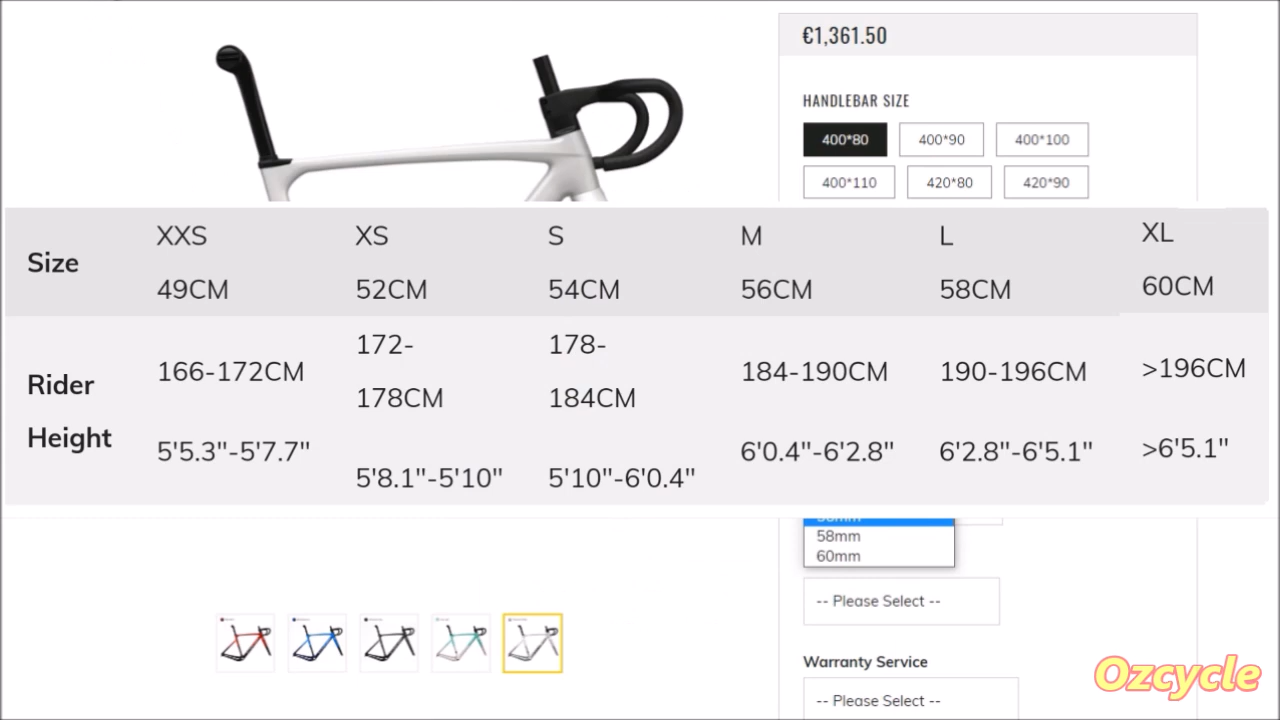 €1,361.50
HANDLEBAR SIZE
400*80 400*90 400*100
400*110 420*80 420*90
Size XXS XS S M L XL
49CM 52CM 54CM 56CM 58CM 60CM
Rider Height
166-172CM 172-178CM 178-184CM 184-190CM 190-196CM >196CM
5'5.3"-5'7.7" 5'8.1"-5'10" 5'10"-6'0.4" 6'0.4"-6'2.8" 6'2.8"-6'5.1" >6'5.1"
58mm
60mm
-- Please Select --
Warranty Service
-- Please Select --
Ozcycle